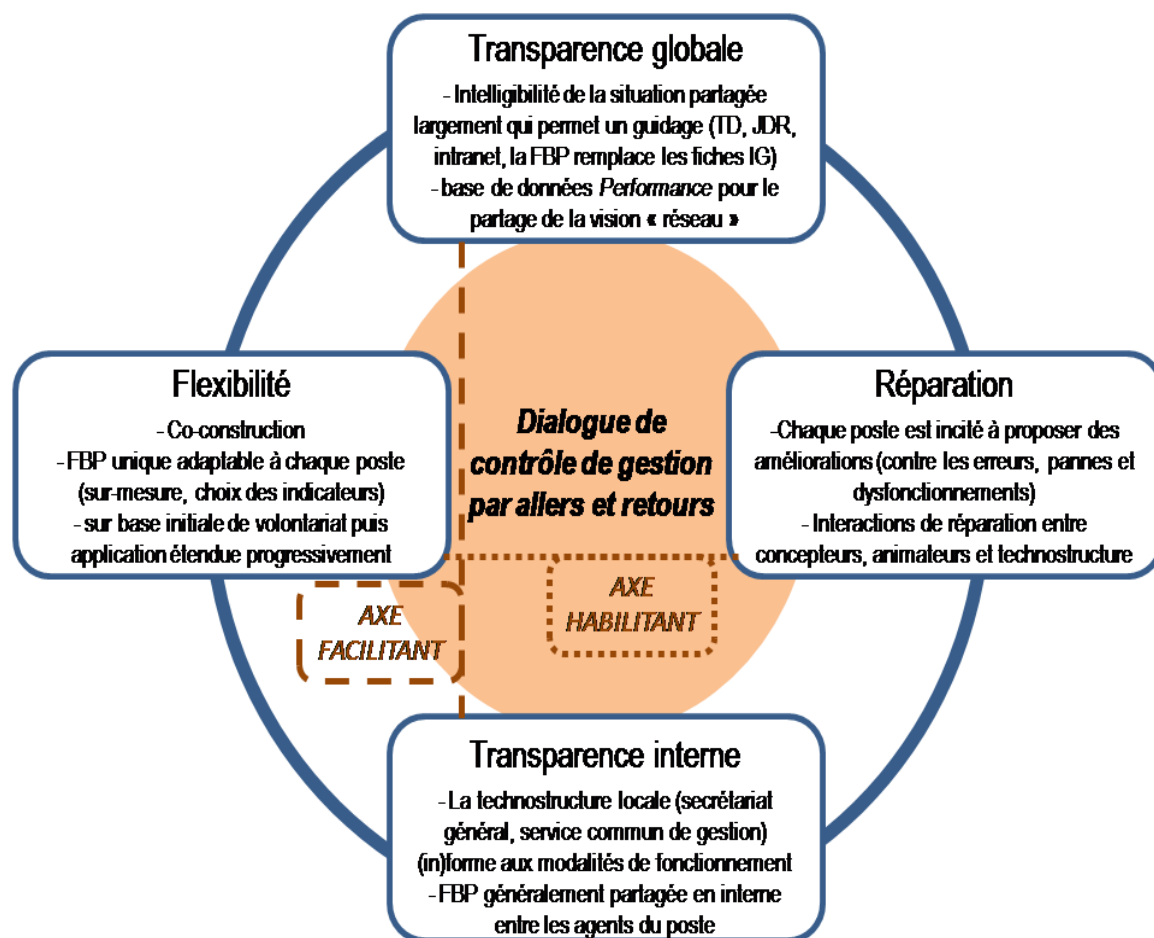 Transparence globale
- Intelligibilité de la situation partagée
largement qui permet un guidage (TD, JDR,
intranet, la FBP remplace les fiches IG)
- base de données Performance pour le
partage de la vision « réseau »
Flexibilité
- Co-construction
- FBP unique adaptable à chaque poste
(sur-mesure, choix des indicateurs)
- sur base initiale de volontariat puis
application étendue progressivement
Dialogue de
contrôle de gestion
par allers et retours
Réparation
-Chaque poste est incité à proposer des
améliorations (contre les erreurs, pannes et
dysfonctionnements)
- Interactions de réparation entre
concepteurs, animateurs et technostructure
AXE
FACILITANT
AXE
HABILITANT
Transparence interne
- La technostructure locale (secrétariat
général, service commun de gestion)
(in)forme aux modalités de fonctionnement
- FBP généralement partagée en interne
entre les agents du poste